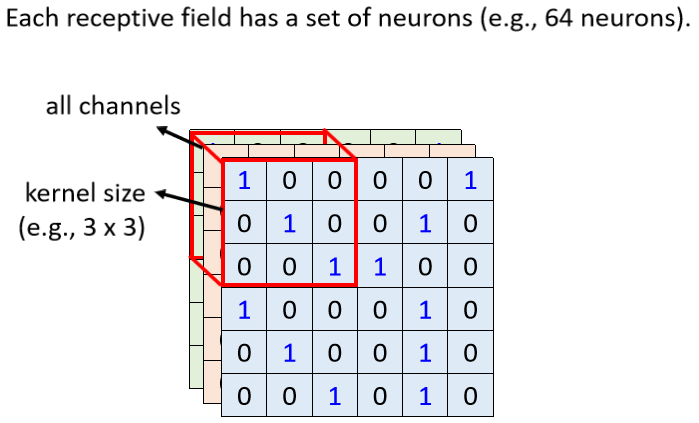 Each receptive field has a set of neurons (e.g., 64 neurons).
all channels
kernel size
(e.g., 3 x 3)
1 0 0 0 0 1
0 1 0 0 1 0
0 0 1 1 0 0
1 0 0 0 1 0
0 1 0 0 1 0
0 0 1 0 1 0